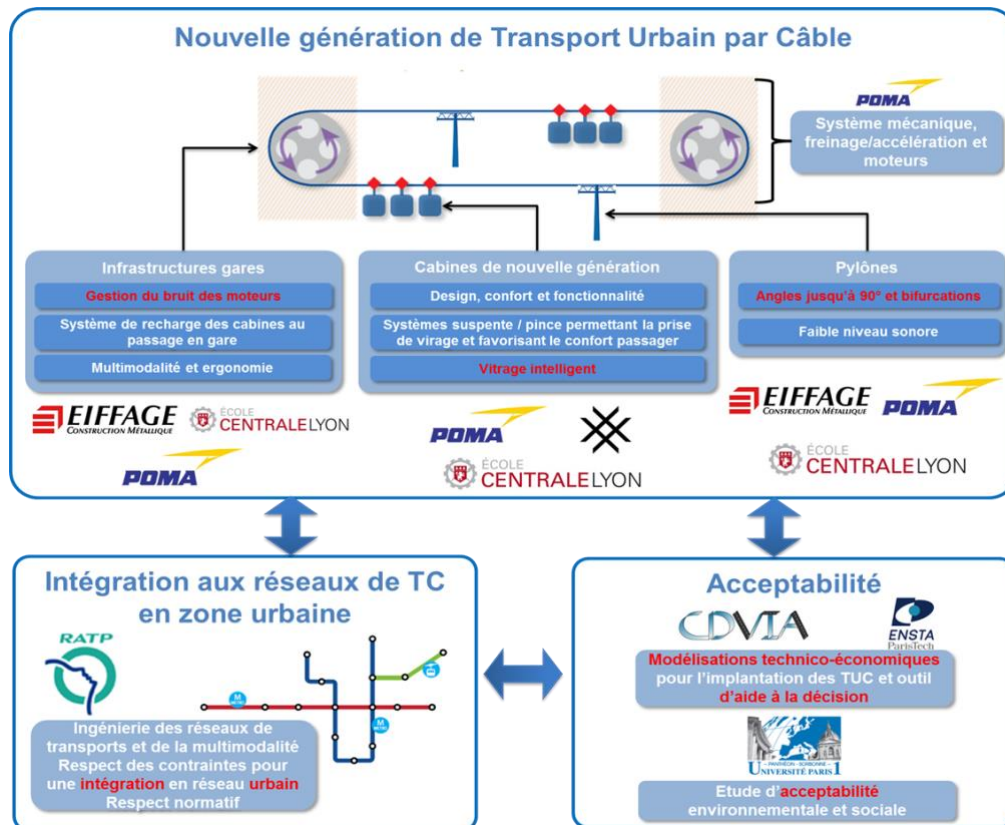 Nouvelle génération de Transport Urbain par Câble
POMA
Système mécanique,
freinage/accélération et
moteurs
Infrastructures gares
Gestion du bruit des moteurs
Système de recharge des cabines au
passage en gare
Multimodalité et ergonomie
EIFFAGE
CONSTRUCTION MÉTALLIQUE
ÉCOLE
CENTRALELYON
POMA
Cabines de nouvelle génération
Design, confort et fonctionnalité
Systèmes suspente / pince permettant la prise
de virage et favorisant le confort passager
Vitrage intelligent
POMA
ÉCOLE
CENTRALELYON
Pylônes
Angles jusqu'à 90° et bifurcations
Faible niveau sonore
EIFFAGE
CONSTRUCTION MÉTALLIQUE
POMA
ÉCOLE
CENTRALELYON
Intégration aux réseaux de TC
en zone urbaine
RATP
M
M
Ingénierie des réseaux de
transports et de la multimodalité
Respect des contraintes pour
une intégration en réseau urbain
Respect normatif
Acceptabilité
CDVIA
ENSTA
ParisTech
Modélisations technico-économiques
pour l'implantation des TUC et outil
d'aide à la décision
PANTHÉON - SORBONNE
UNIVERSITÉ PARIS 1
Etude d'acceptabilité
environnementale et sociale